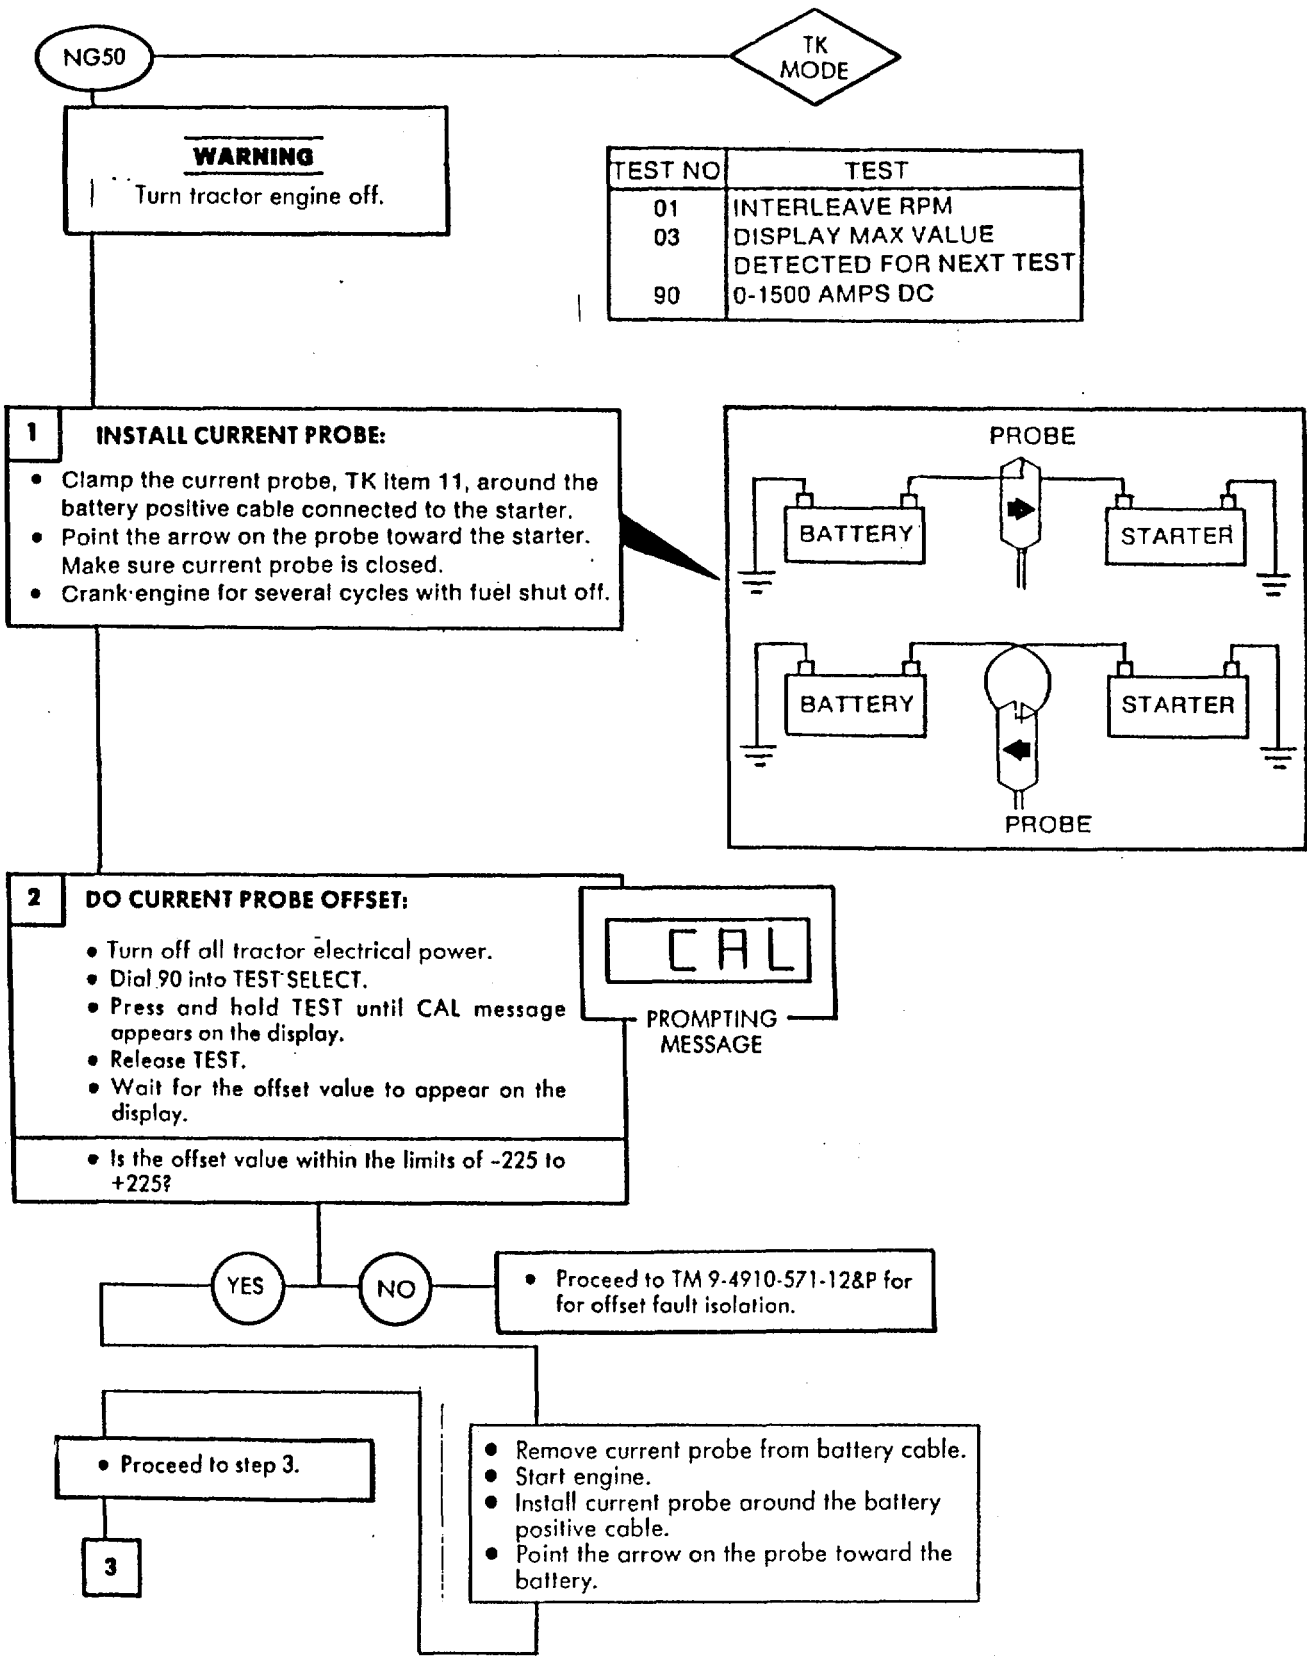 NG50
TK
MODE
WARNING
Turn tractor engine off.
TEST NO TEST
01 INTERLEAVE RPM
03 DISPLAY MAX VALUE
DETECTED FOR NEXT TEST
90 0-1500 AMPS DC
1 INSTALL CURRENT PROBE:
• Clamp the current probe, TK item 11, around the
battery positive cable connected to the starter.
• Point the arrow on the probe toward the starter.
Make sure current probe is closed.
• Crank engine for several cycles with fuel shut off.
PROBE
BATTERY STARTER
BATTERY STARTER
PROBE
2 DO CURRENT PROBE OFFSET:
• Turn off all tractor electrical power.
• Dial 90 into TEST SELECT.
• Press and hold TEST until CAL message
appears on the display.
• Release TEST.
• Wait for the offset value to appear on the
display.
• Is the offset value within the limits of -225 to
+225?
CAL
PROMPTING
MESSAGE
YES
NO
• Proceed to TM 9-4910-571-12&P for
for offset fault isolation.
• Remove current probe from battery cable.
• Start engine.
• Install current probe around the battery
positive cable.
• Point the arrow on the probe toward the
battery.
• Proceed to step 3.
3